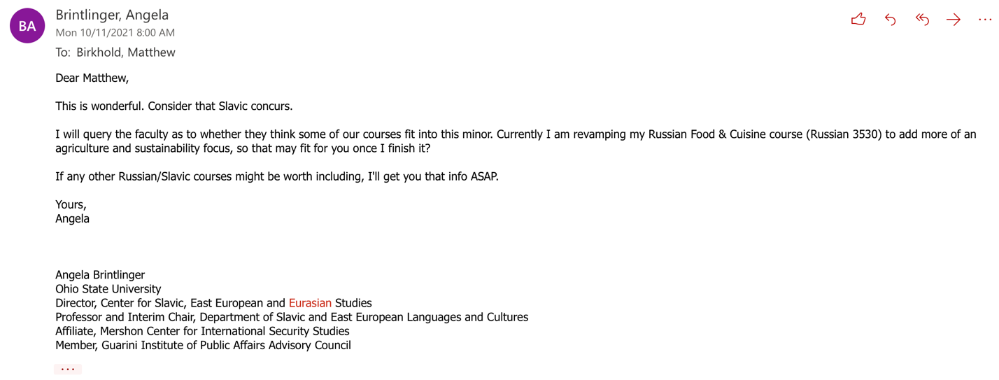 BA
Brintlinger, Angela
Mon 10/11/2021 8:00 AM
To: Birkhold, Matthew
Dear Matthew,
This is wonderful. Consider that Slavic concurs.
I will query the faculty as to whether they think some of our courses fit into this minor. Currently I am revamping my Russian Food & Cuisine course (Russian 3530) to add more of an
agriculture and sustainability focus, so that may fit for you once I finish it?
If any other Russian/Slavic courses might be worth including, I'll get you that info ASAP.
Yours,
Angela
Angela Brintlinger
Ohio State University
Director, Center for Slavic, East European and Eurasian Studies
Professor and Interim Chair, Department of Slavic and East European Languages and Cultures
Affiliate, Mershon Center for International Security Studies
Member, Guarini Institute of Public Affairs Advisory Council